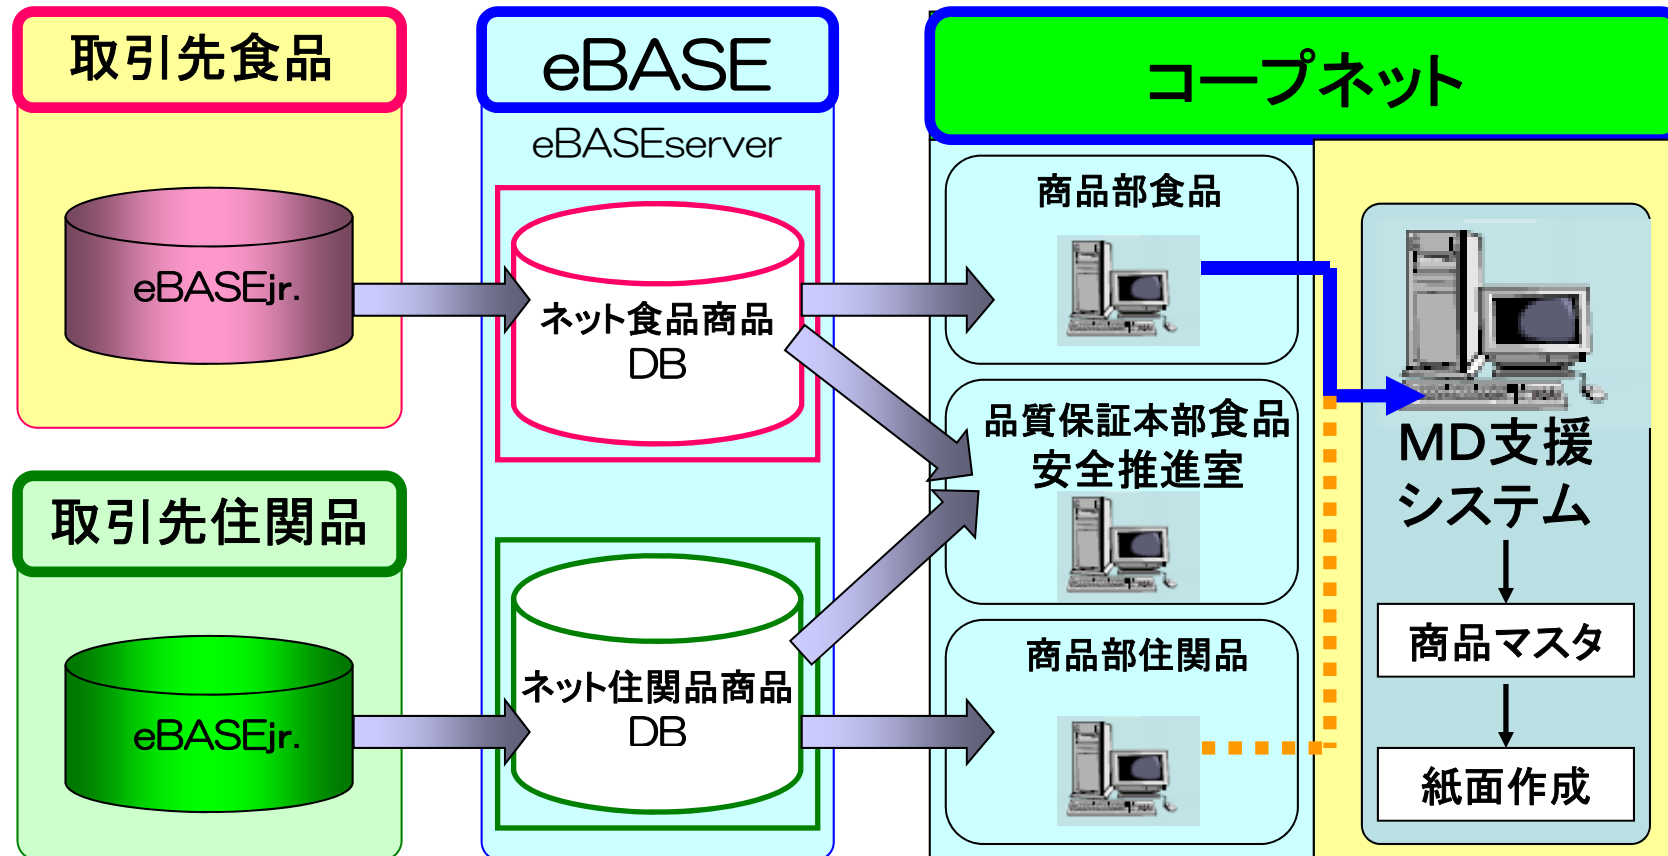 取引先食品
eBASEjr.
取引先住関品
eBASEjr.
eBASE
eBASEserver
ネット食品商品
DB
ネット住関品商品
DB
コープネット
商品部食品
品質保証本部食品
安全推進室
商品部住関品
MD支援
システム
商品マスタ
紙面作成